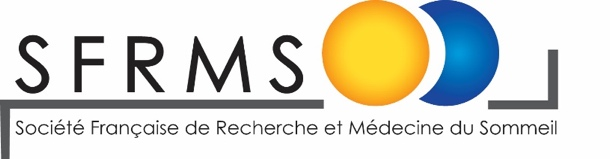 SFRMS
Société Française de Recherche et Médecine du Sommeil